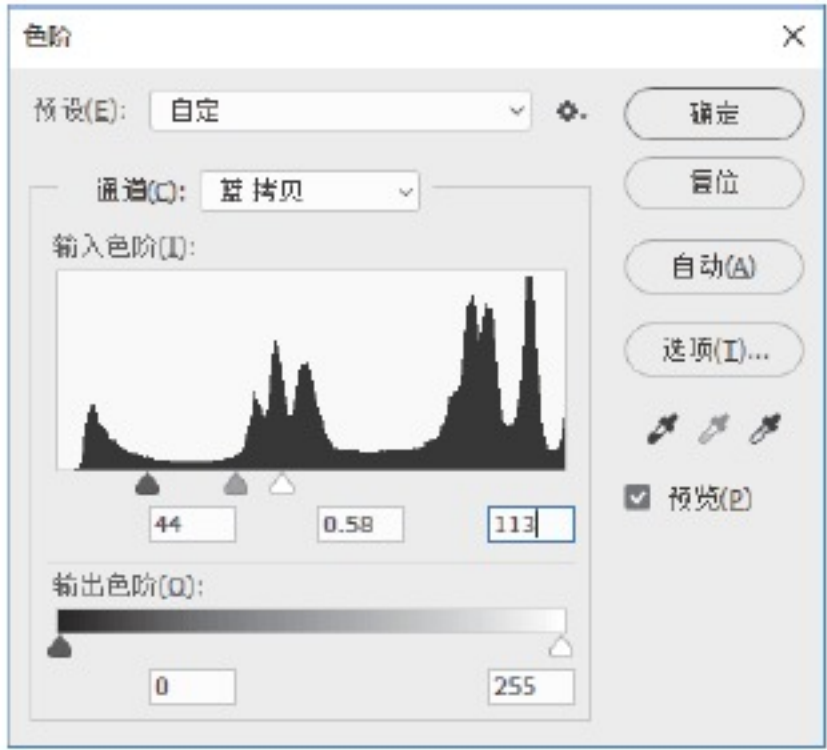 色阶
预设(E): 自定
确定
复位
通道(C): 蓝 拷贝
输入色阶(I):
自动(A)
选项(T)...
预览(P)
44 0.58 113
输出色阶(O):
0 255